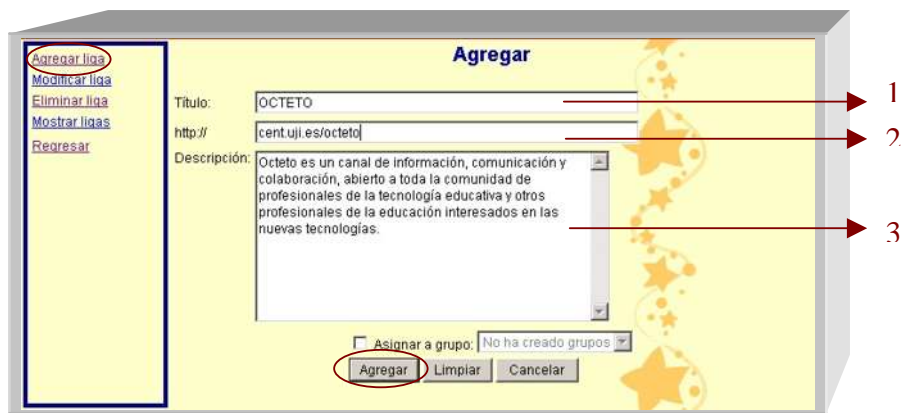 Agregar
Agregar liga
Modificar liga
Eliminar liga
Mostrar ligas
Regresar
Título: OCTETO
http:// cent.uji.es/octeto
Descripción: Octeto es un canal de información, comunicación y
colaboración, abierto a toda la comunidad de
profesionales de la tecnología educativa y otros
profesionales de la educación interesados en las
nuevas tecnologías.
Asignar a grupo: No ha creado grupos
Agregar Limpiar Cancelar
1
2
3